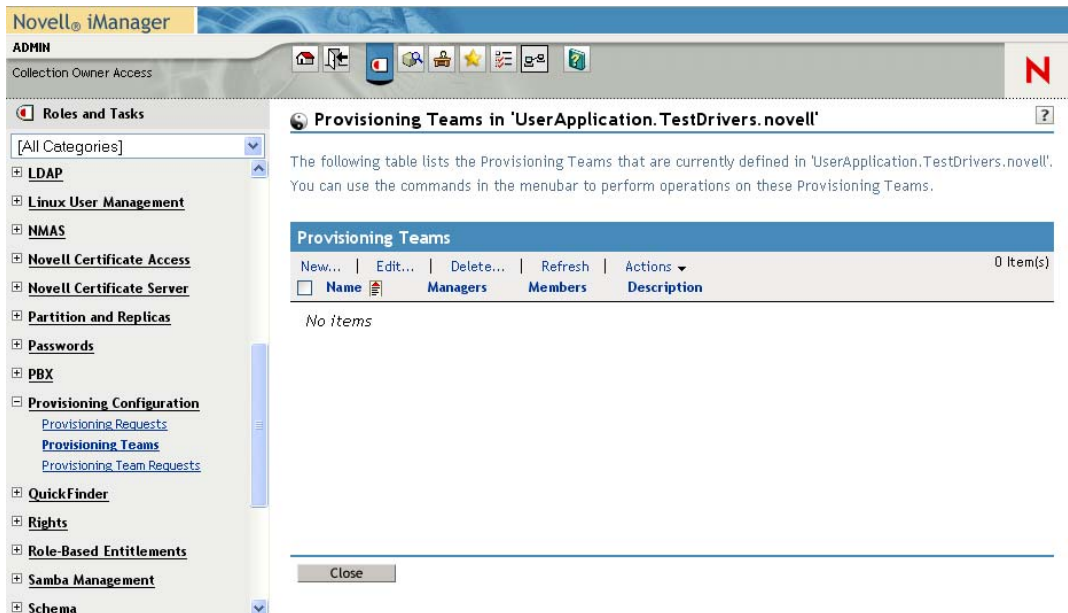 Novell® iManager
ADMIN
Collection Owner Access
N
Roles and Tasks
[All Categories]
LDAP
Linux User Management
NMAS
Novell Certificate Access
Novell Certificate Server
Partition and Replicas
Passwords
PBX
Provisioning Configuration
Provisioning Requests
Provisioning Teams
Provisioning Team Requests
QuickFinder
Rights
Role-Based Entitlements
Samba Management
Schema
Provisioning Teams in 'UserApplication.TestDrivers.novell'
?
The following table lists the Provisioning Teams that are currently defined in 'UserApplication.TestDrivers.novell'.
You can use the commands in the menubar to perform operations on these Provisioning Teams.
Provisioning Teams
New... | Edit... | Delete... | Refresh | Actions
0 Item(s)
Name Managers Members Description
No items
Close